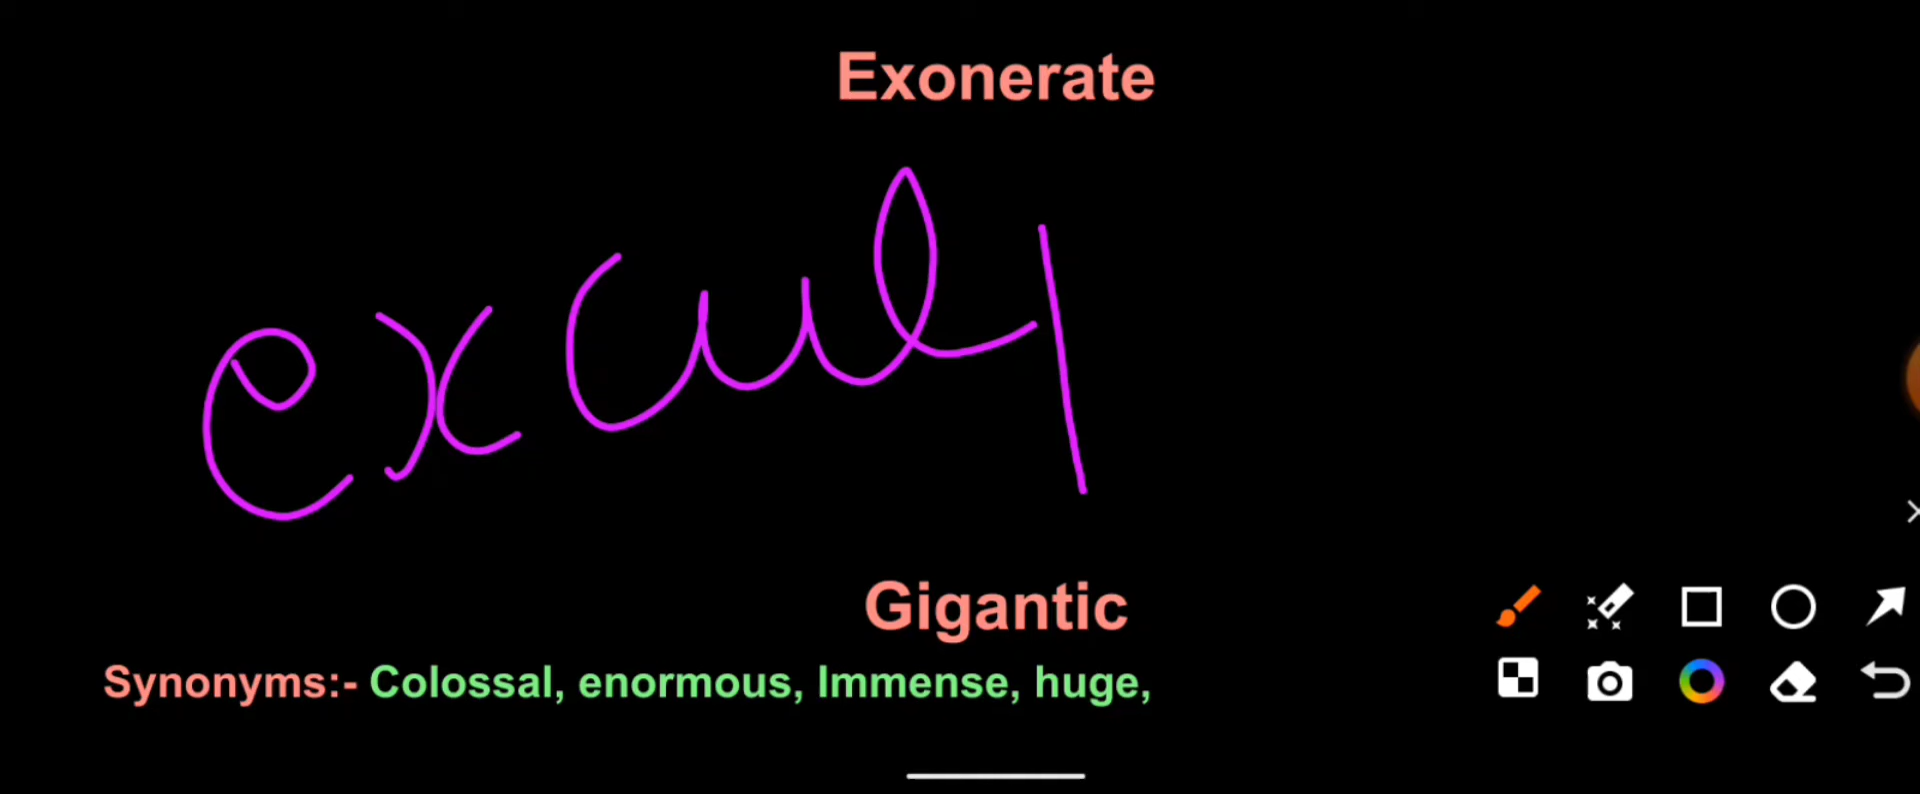 Exonerate
excul
Gigantic
Synonyms:- Colossal, enormous, Immense, huge,